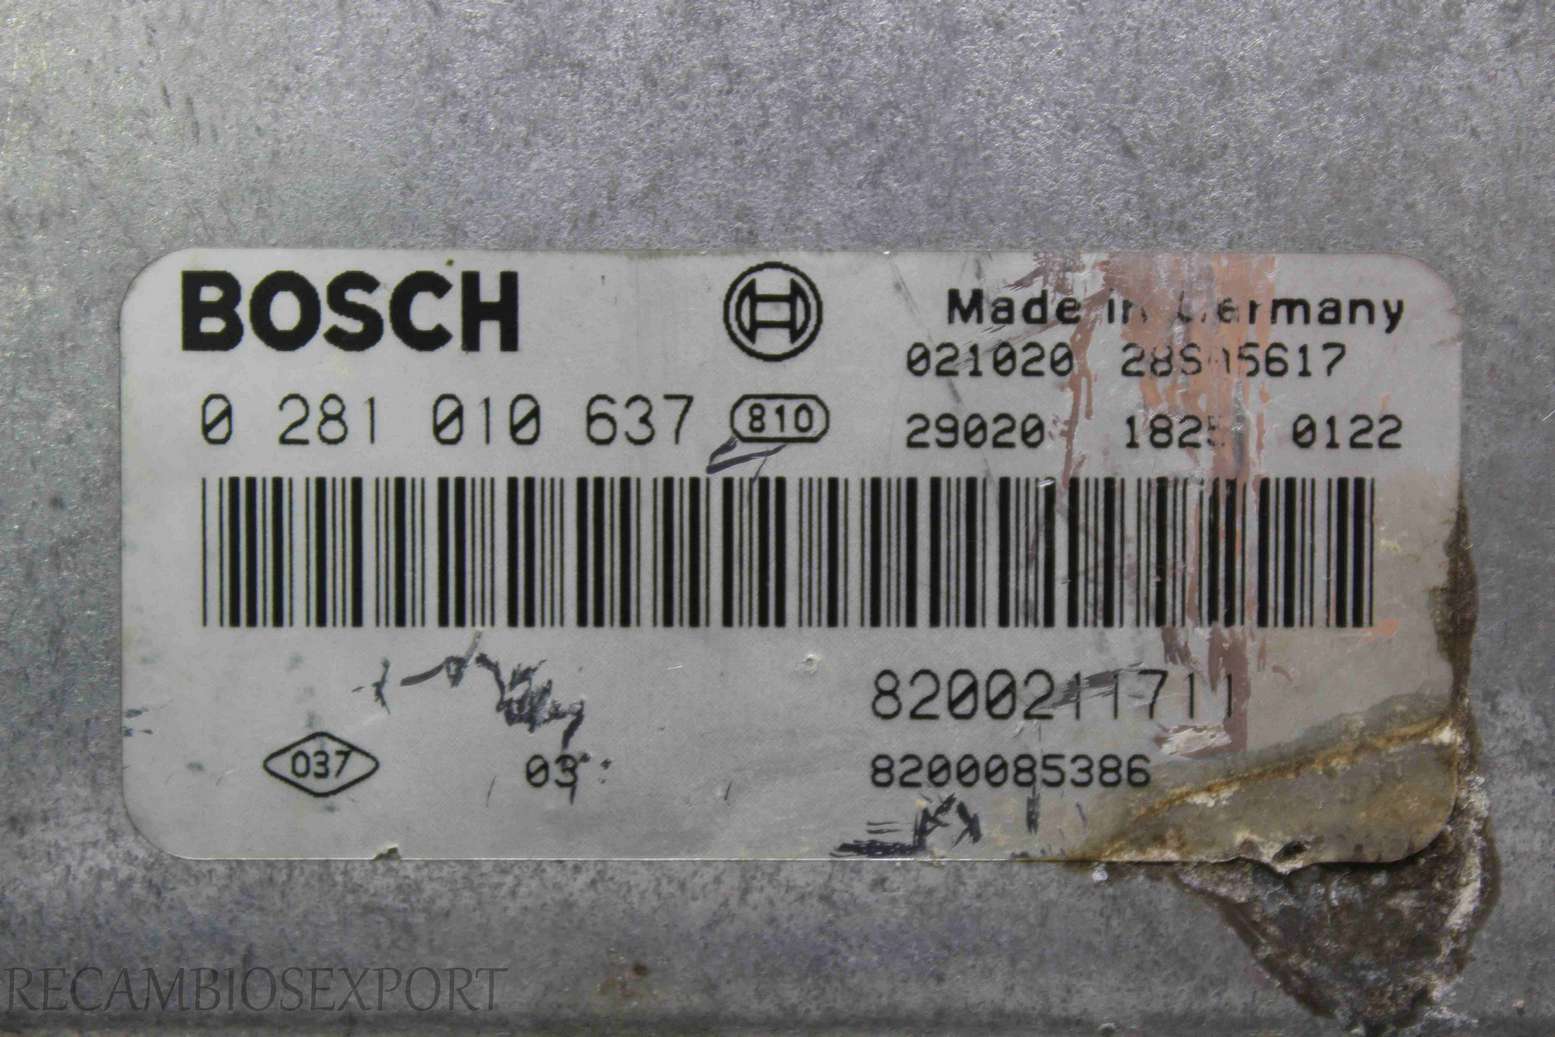 BOSCH
Made in Germany
021020
0 281 010 637 810
29020 0122
8200211711
037 03 8200085386
RECAMBIOSEXPORT